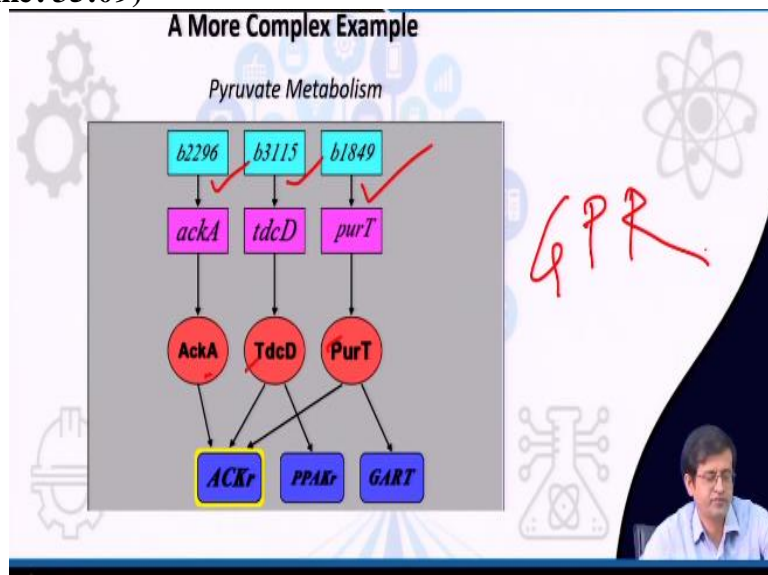 A More Complex Example
Pyruvate Metabolism
b2296 b3115 b1849
ackA tdcD purT
GPR
AckA TdcD PurT
ACKr PPAKr GART